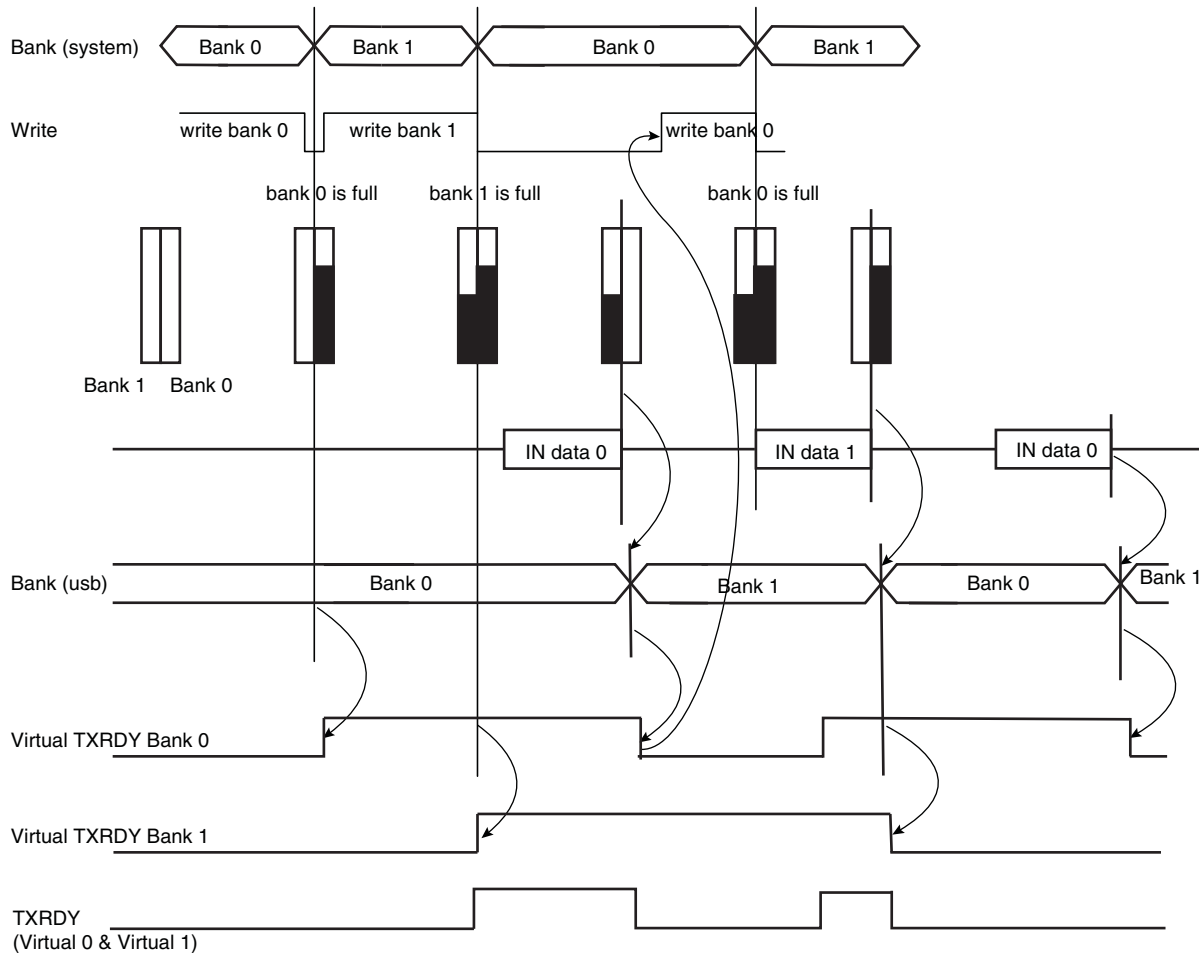 Bank (system)
Bank 0
Bank 1
Bank 0
Bank 1
Write
write bank 0
write bank 1
write bank 0
bank 0 is full
bank 1 is full
bank 0 is full
Bank 1
Bank 0
IN data 0
IN data 1
IN data 0
Bank (usb)
Bank 0
Bank 1
Bank 0
Bank 1
Virtual TXRDY Bank 0
Virtual TXRDY Bank 1
TXRDY
(Virtual 0 & Virtual 1)